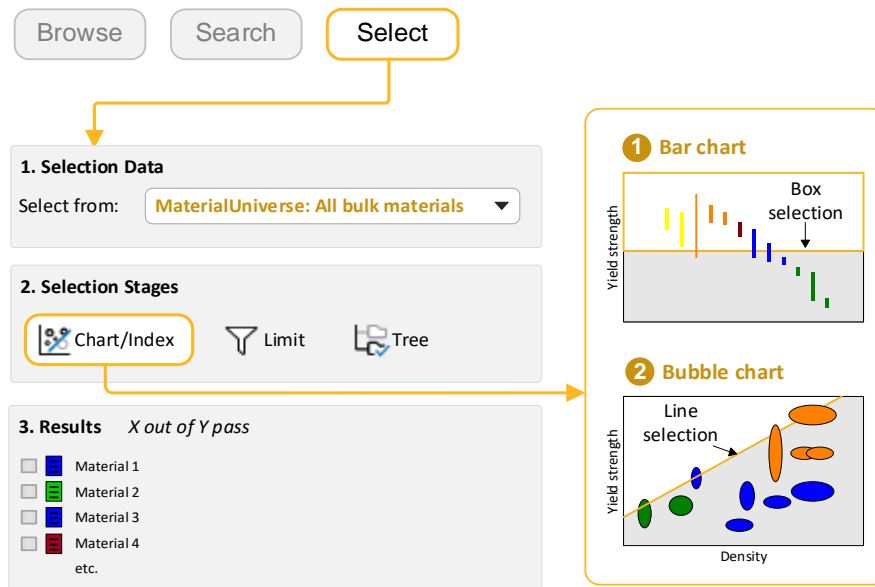 Browse
Search
Select
1. Selection Data
Select from:
MaterialUniverse: All bulk materials
2. Selection Stages
Chart/Index
Limit
Tree
3. Results
X out of Y pass
Material 1
Material 2
Material 3
Material 4
etc.
1 Bar chart
Yield strength
Box
selection
2 Bubble chart
Yield strength
Line
selection
Density